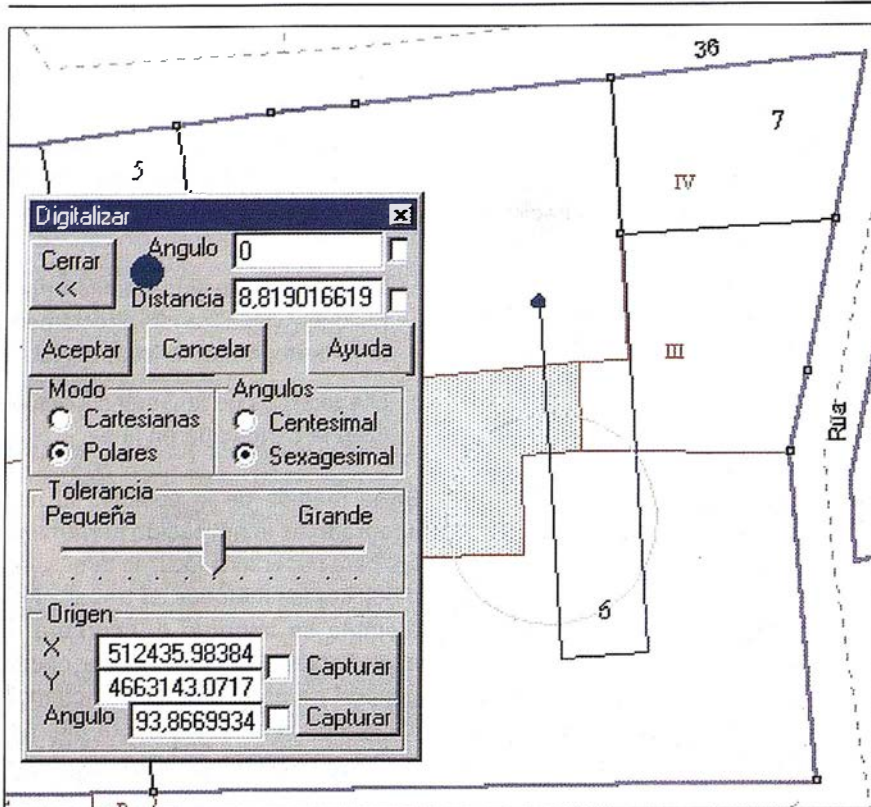 36
7
5
IV
III
Rúa
6
Digitalizar
Cerrar
<<
Angulo 0
Distancia 8,819016619
Aceptar Cancelar Ayuda
Modo
Cartesianas
Polares
Angulos
Centesimal
Sexagesimal
Tolerancia
Pequeña Grande
Origen
X 512435.98384
Y 4663143.0717
Capturar
Angulo 93,8669934
Capturar